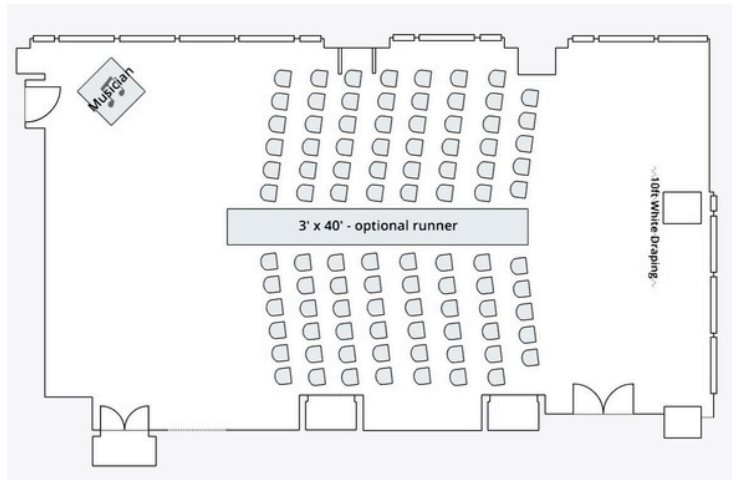 Musician
3' x 40' - optional runner
10ft White Draping